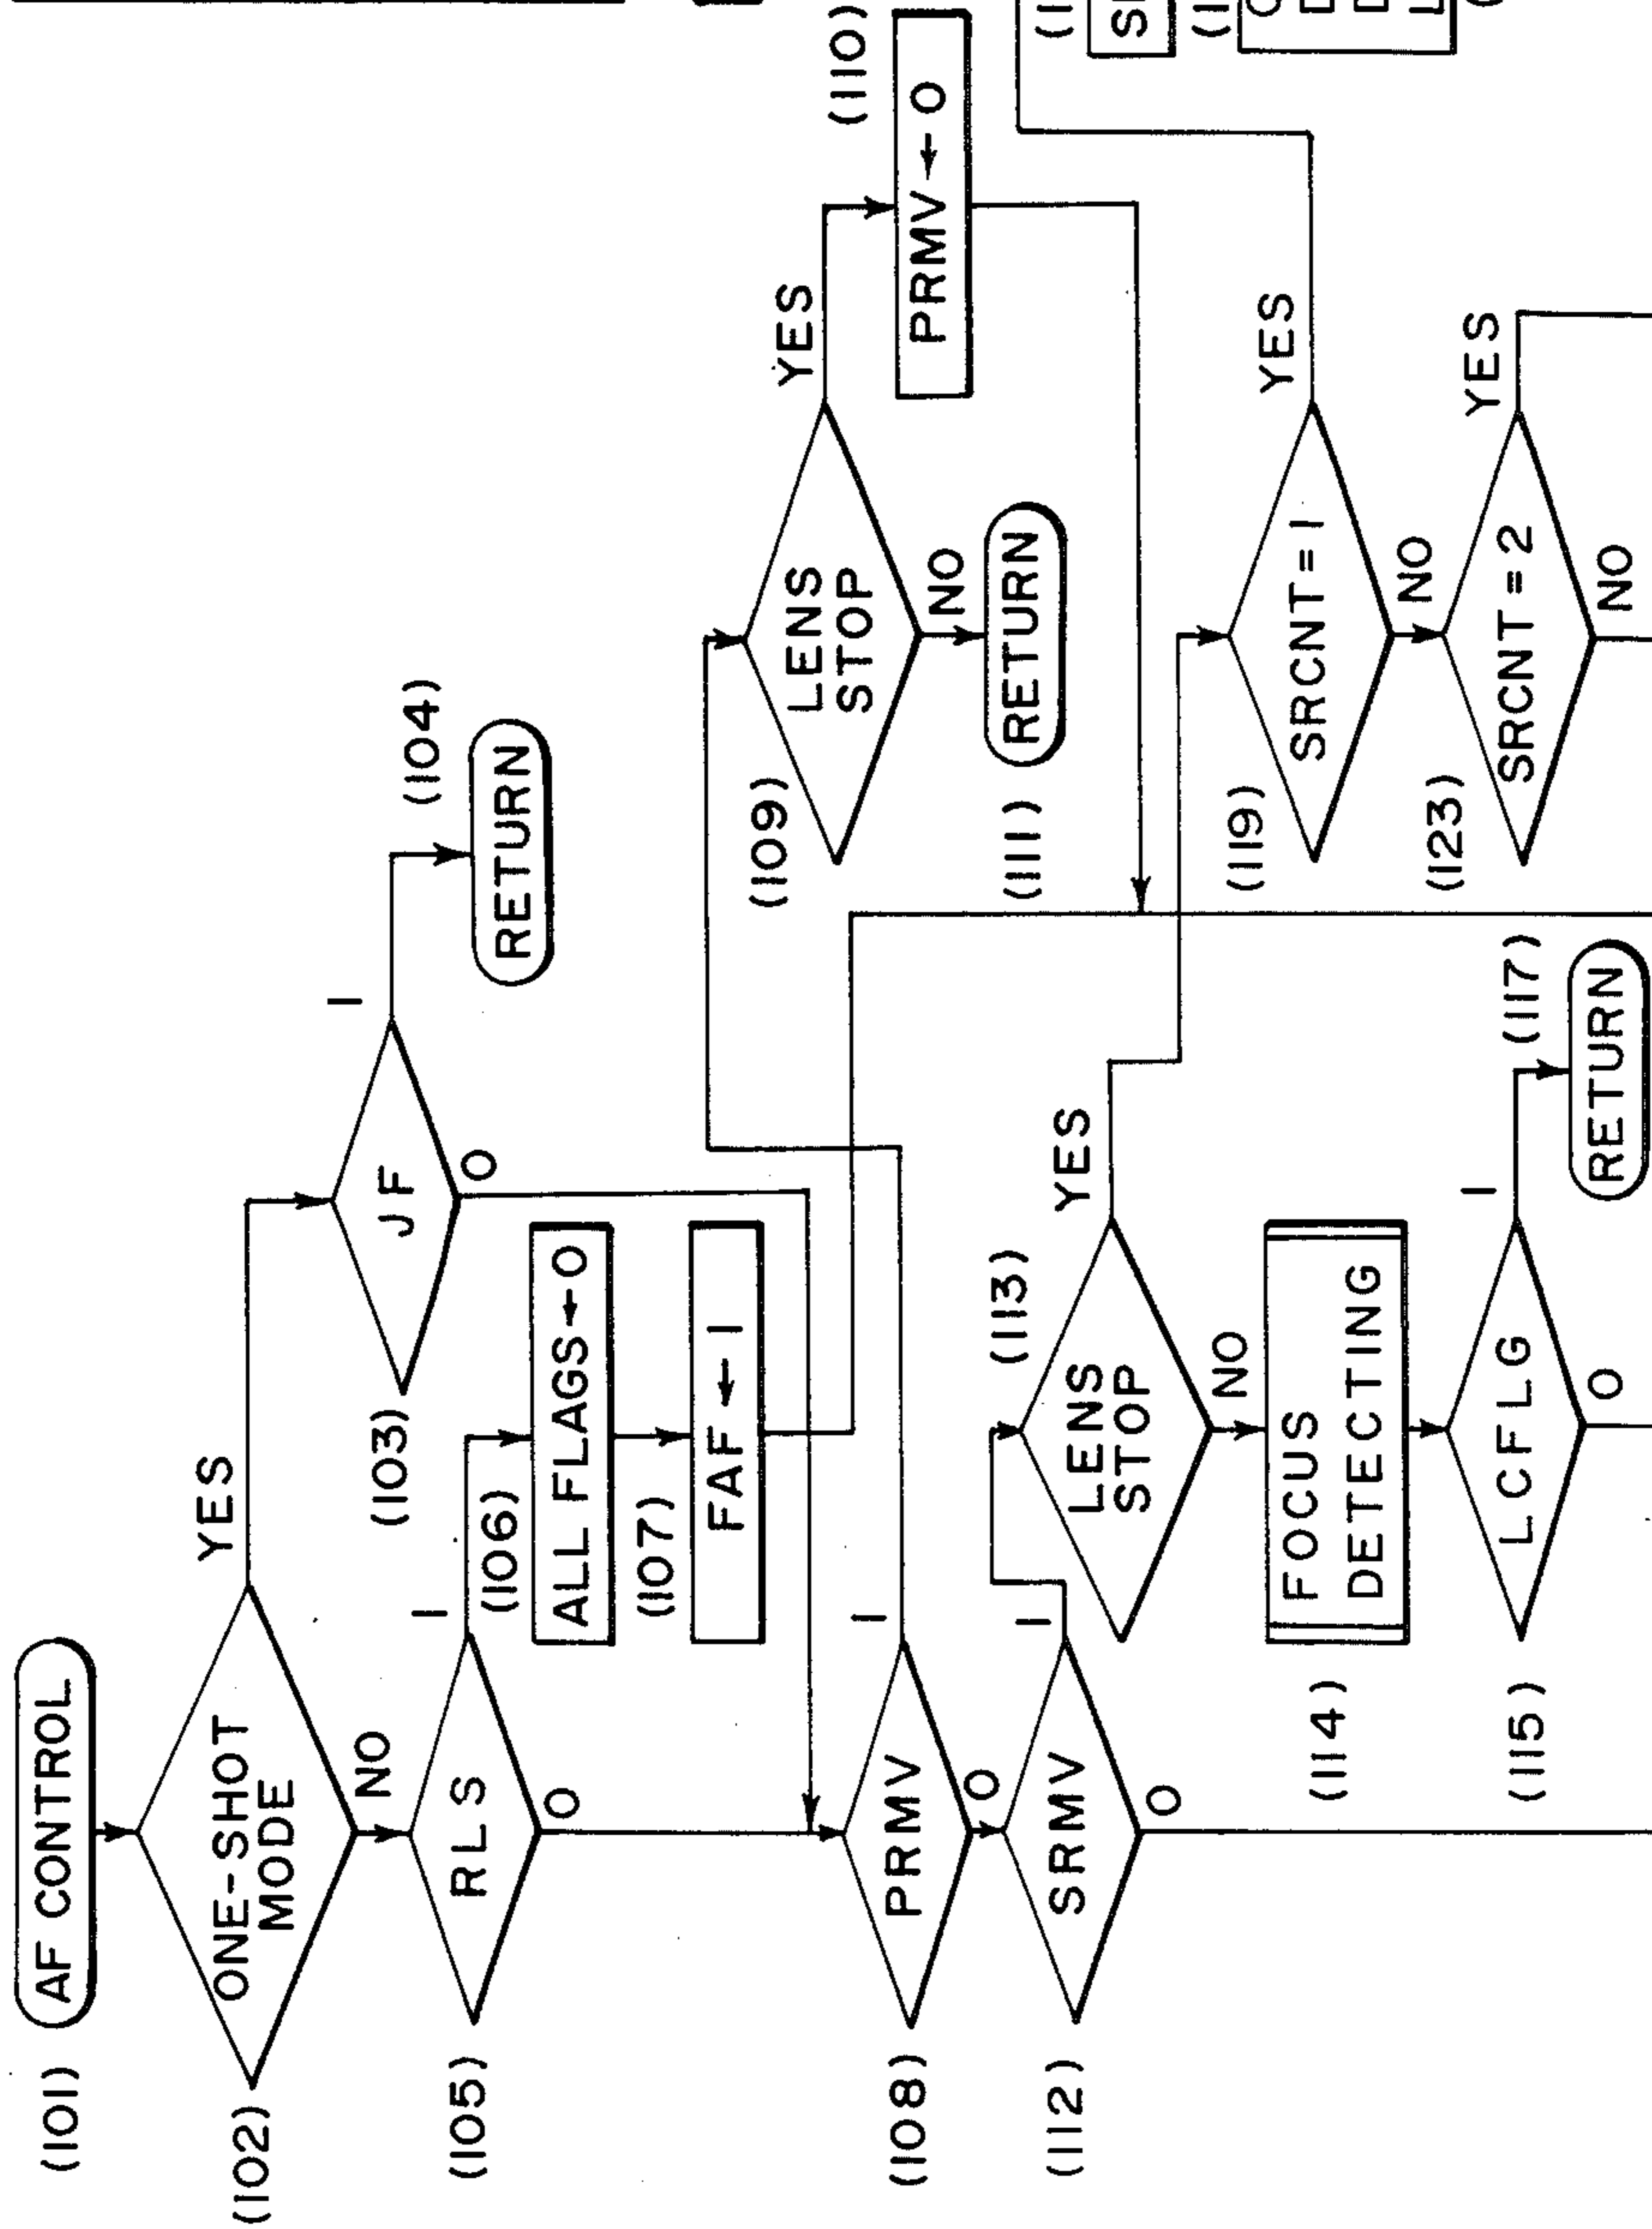 (101)
AF CONTROL
(102)
ONE-SHOT
MODE
YES
NO
(103)
JF
1
0
(104)
RETURN
(105)
RLS
1
0
(106)
ALL FLAGS←0
(107)
FAF←1
(108)
PRMV
1
0
(109)
LENS
STOP
YES
NO
(110)
PRMV←0
(111)
RETURN
(112)
SRMV
1
0
(113)
LENS
STOP
YES
NO
(114)
FOCUS
DETECTING
(115)
LCFLG
1
0
(117)
RETURN
(119)
SRCNT=1
YES
NO
(123)
SRCNT=2
YES
NO